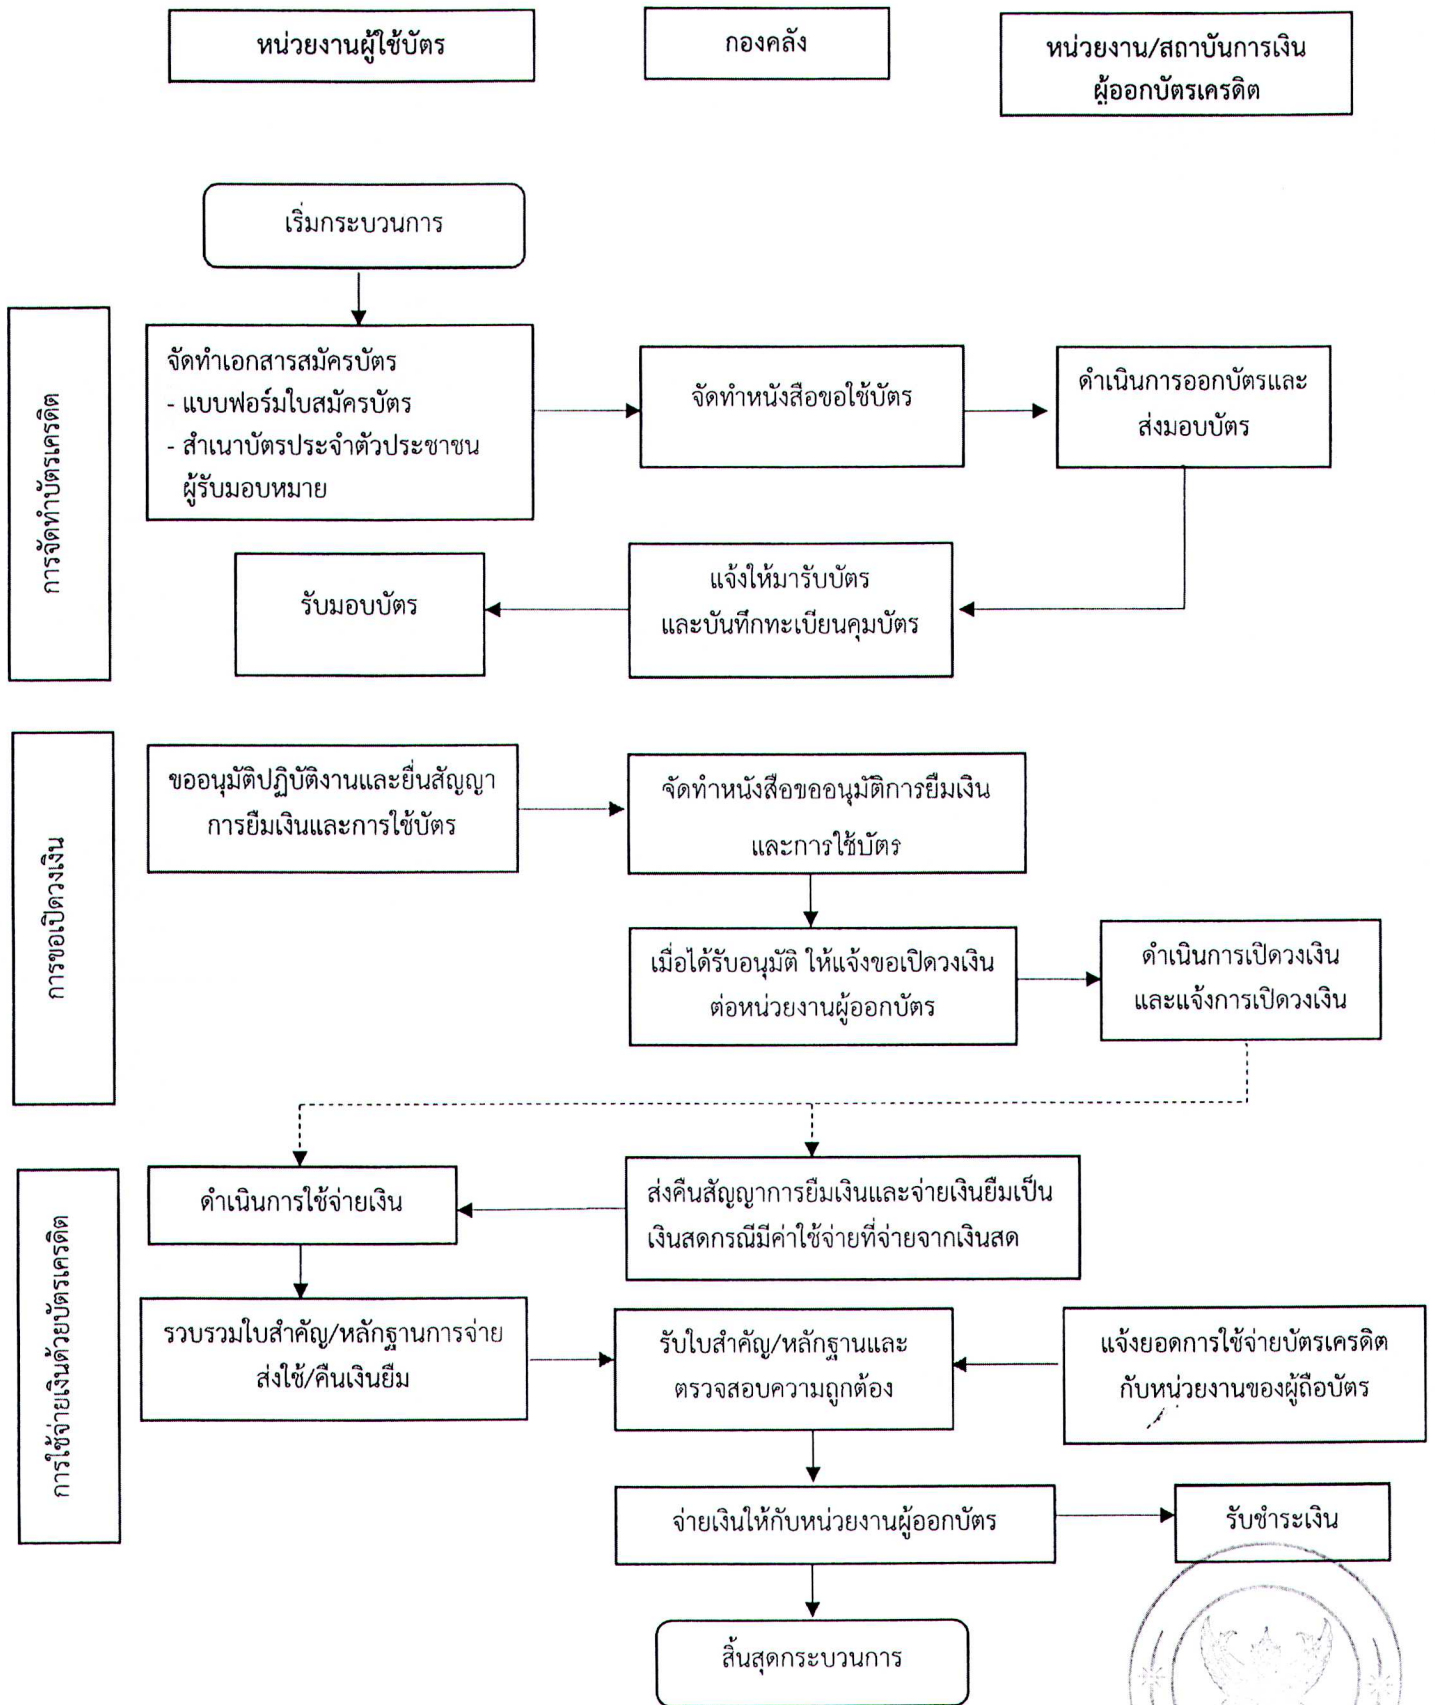 หน่วยงานผู้ใช้บัตร
กองคลัง
หน่วยงาน/สถาบันการเงิน
ผู้ออกบัตรเครดิต
เริ่มกระบวนการ
การจัดทำบัตรเครดิต
จัดทำเอกสารสมัครบัตร
- แบบฟอร์มใบสมัครบัตร
- สำเนาบัตรประจำตัวประชาชน
ผู้รับมอบหมาย
จัดทำหนังสือขอใช้บัตร
ดำเนินการออกบัตรและ
ส่งมอบบัตร
แจ้งให้มารับบัตร
และบันทึกทะเบียนคุมบัตร
รับมอบบัตร
การขอเปิดวงเงิน
ขออนุมัติปฏิบัติงานและยื่นสัญญา
การยืมเงินและการใช้บัตร
จัดทำหนังสือขออนุมัติการยืมเงิน
และการใช้บัตร
เมื่อได้รับอนุมัติ ให้แจ้งขอเปิดวงเงิน
ต่อหน่วยงานผู้ออกบัตร
ดำเนินการเปิดวงเงิน
และแจ้งการเปิดวงเงิน
การใช้จ่ายเงินด้วยบัตรเครดิต
ดำเนินการใช้จ่ายเงิน
ส่งคืนสัญญาการยืมเงินและจ่ายเงินยืมเป็น
เงินสดกรณีมีค่าใช้จ่ายที่จ่ายจากเงินสด
รวบรวมใบสำคัญ/หลักฐานการจ่าย
ส่งใช้/คืนเงินยืม
รับใบสำคัญ/หลักฐานและ
ตรวจสอบความถูกต้อง
แจ้งยอดการใช้จ่ายบัตรเครดิต
กับหน่วยงานของผู้ถือบัตร
จ่ายเงินให้กับหน่วยงานผู้ออกบัตร
รับชำระเงิน
สิ้นสุดกระบวนการ